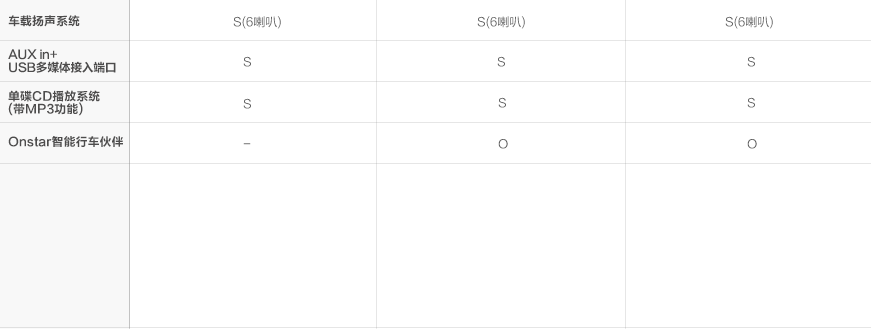 车载扬声系统 S(6喇叭) S(6喇叭) S(6喇叭)
AUX in+
USB多媒体接入端口 S S S
单碟CD播放系统
(带MP3功能) S S S
Onstar智能行车伙伴 – O O